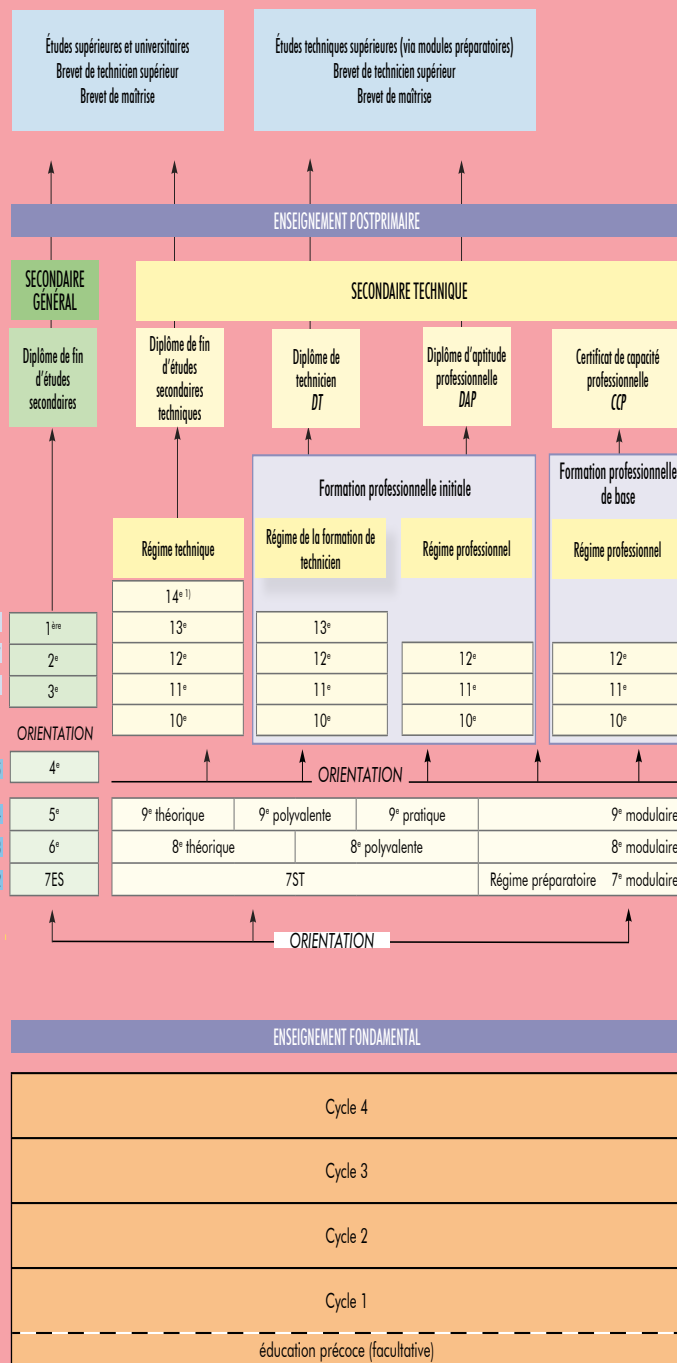 Études supérieures et universitaires
Brevet de technicien supérieur
Brevet de maîtrise
Études techniques supérieures (via modules préparatoires)
Brevet de technicien supérieur
Brevet de maîtrise
ENSEIGNEMENT POSTPRIMAIRE
SECONDAIRE
GÉNÉRAL
SECONDAIRE TECHNIQUE
Diplôme de fin
d'études
secondaires
Diplôme de fin
d'études
secondaires
techniques
Diplôme de
technicien
DT
Diplôme d'aptitude
professionnelle
DAP
Certificat de capacité
professionnelle
CCP
Formation professionnelle initiale
Formation professionnelle
de base
Régime technique
Régime de la formation de
technicien
Régime professionnel
Régime professionnel
14e 1)
1ère 13e 13e
2e 12e 12e 12e 12e
3e 11e 11e 11e 11e
10e 10e 10e 10e
ORIENTATION
4e
ORIENTATION
5e 9e théorique 9e polyvalente 9e pratique 9e modulaire
6e 8e théorique 8e polyvalente 8e modulaire
7ES 7ST Régime préparatoire 7e modulaire
ORIENTATION
ENSEIGNEMENT FONDAMENTAL
Cycle 4
Cycle 3
Cycle 2
Cycle 1
éducation précoce (facultative)